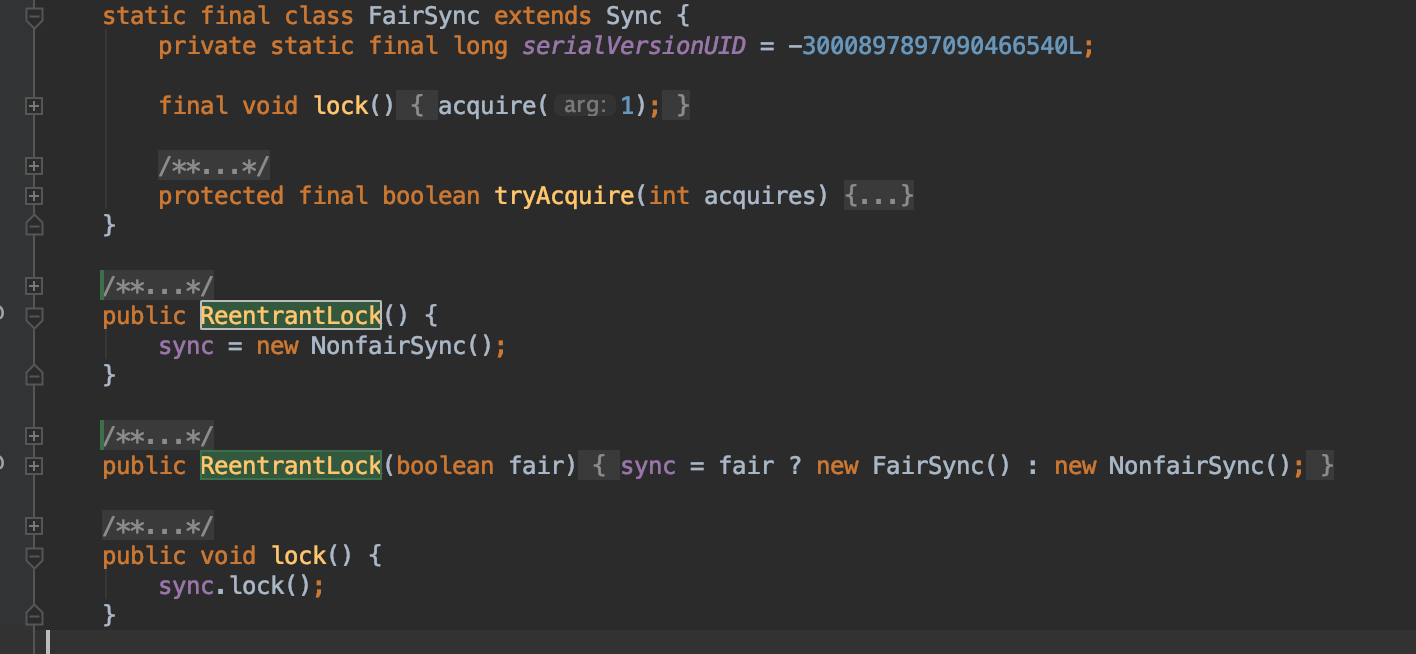 static final class FairSync extends Sync {
private static final long serialVersionUID = -3000897897090466540L;
final void lock() { acquire( arg: 1); }
/**...*/
protected final boolean tryAcquire(int acquires) {...}
}
/**...*/
public ReentrantLock() {
sync = new NonfairSync();
}
/**...*/
public ReentrantLock(boolean fair) { sync = fair ? new FairSync() : new NonfairSync(); }
/**...*/
public void lock() {
sync.lock();
}